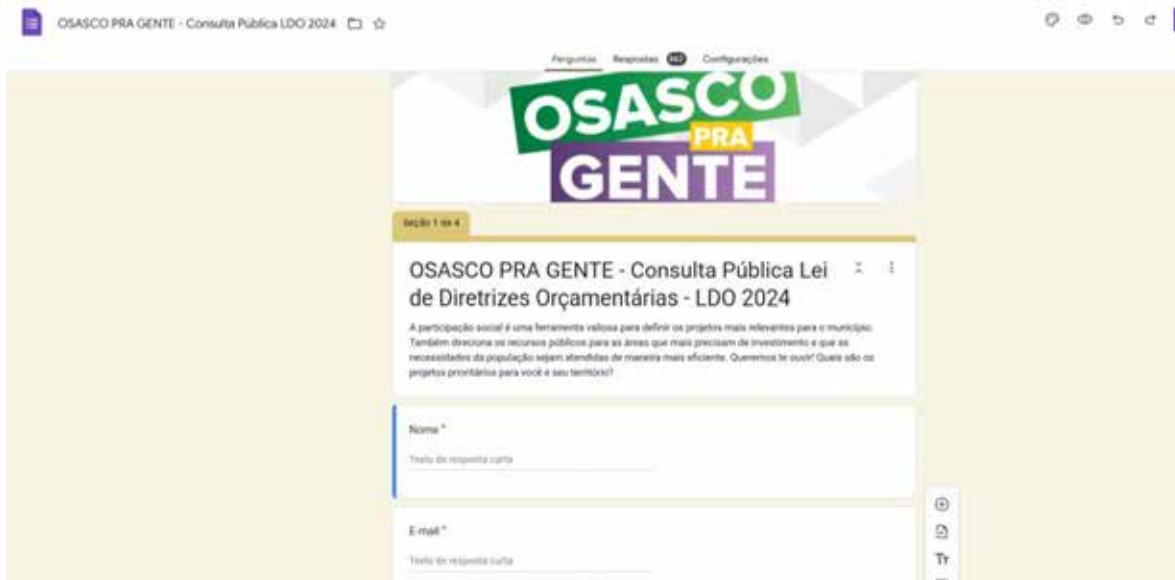 OSASCO PRA GENTE - Consulta Pública LDO 2024
Perguntas Respostas Configurações
OSASCO
PRA
GENTE
Seção 1 de 4
OSASCO PRA GENTE - Consulta Pública Lei
de Diretrizes Orçamentárias - LDO 2024
A participação social é uma ferramenta valiosa para definir os projetos mais relevantes para o município.
Também direciona os recursos públicos para as áreas que mais precisam de investimento e que as
necessidades da população sejam atendidas de maneira mais eficiente. Queremos te ouvir! Quais são os
projetos prioritários para você e seu território?
Nome *
Texto de resposta curta
E-mail *
Texto de resposta curta
Tr